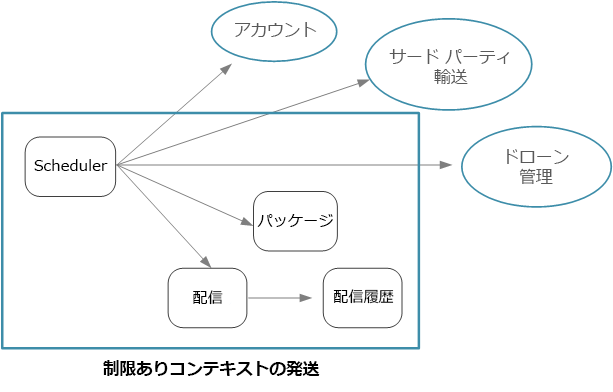 アカウント
サード パーティ
輸送
ドローン
管理
Scheduler
パッケージ
配信
配信履歴
制限ありコンテキストの発送